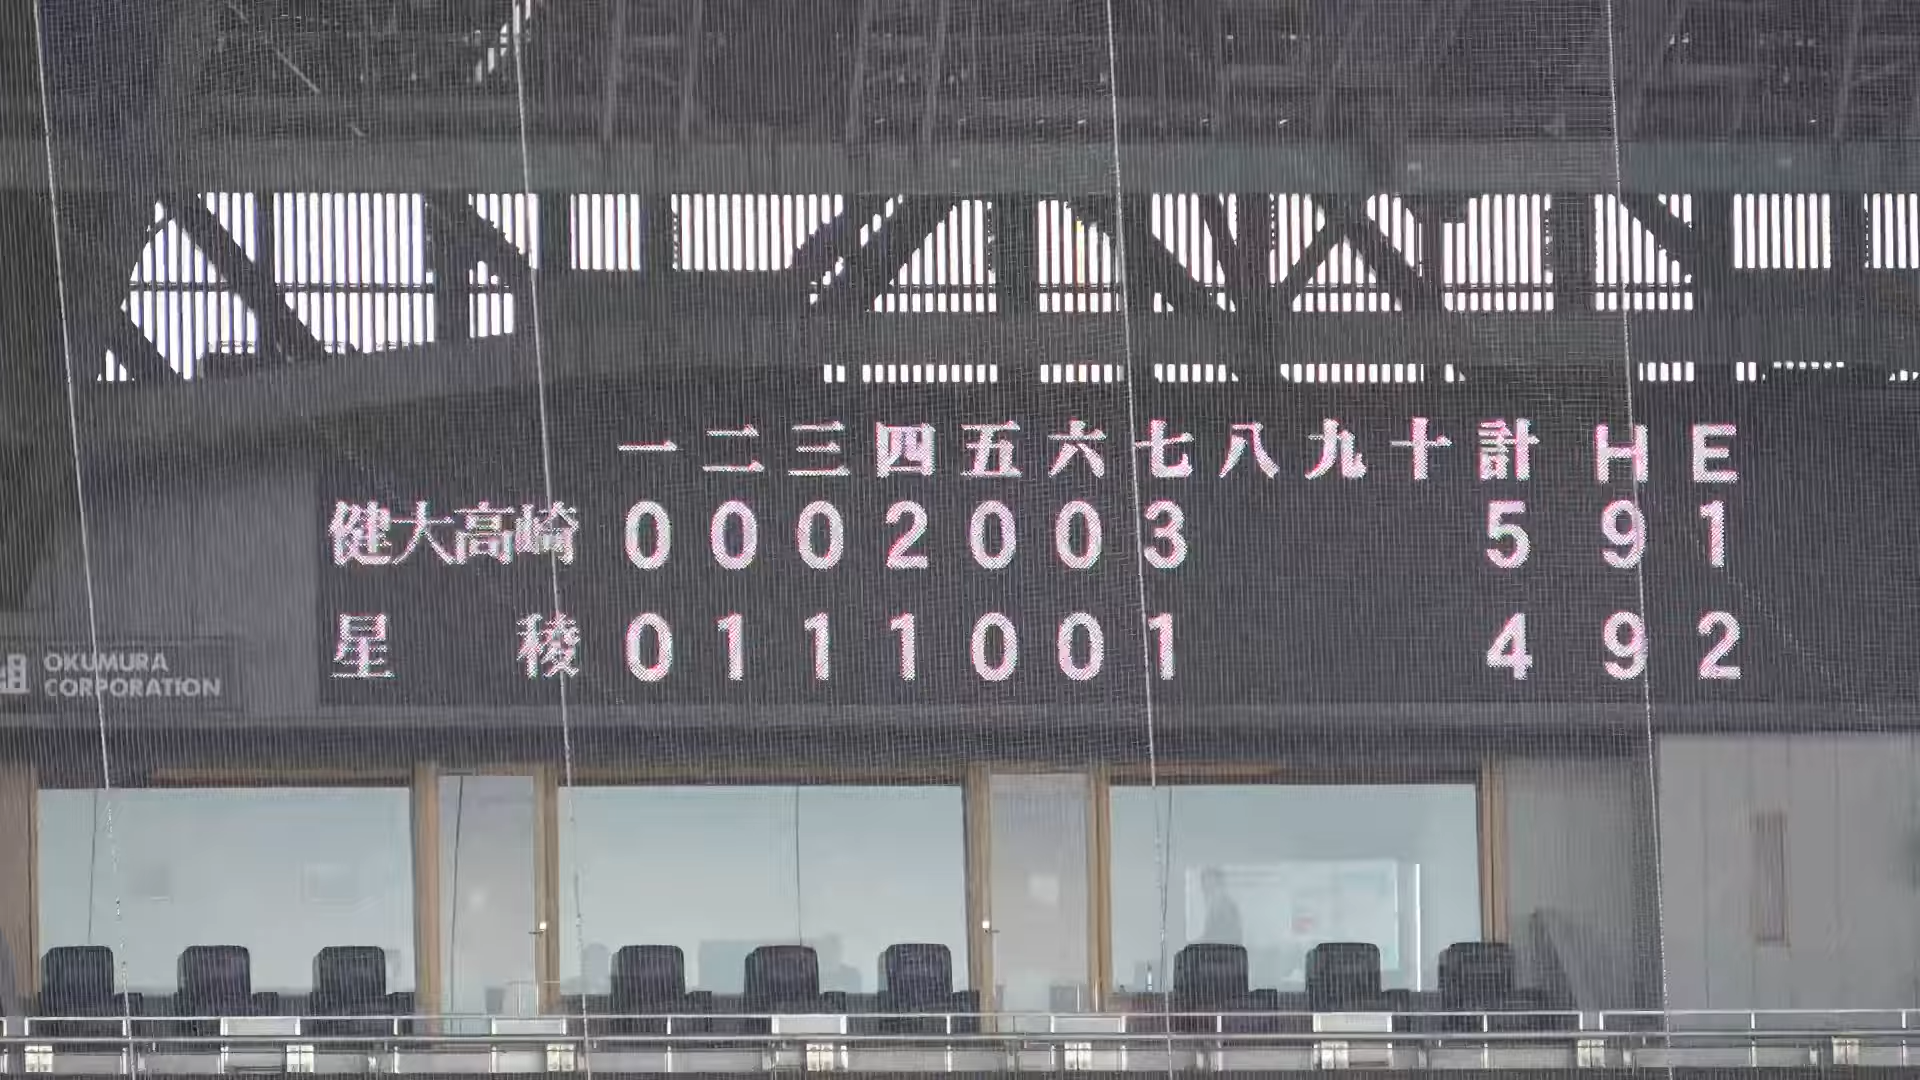 一 二 三 四 五 六 七 八 九 十 計 H E
健大高崎 0 0 0 2 0 0 3 5 9 1
星 稜 0 1 1 1 0 0 1 4 9 2
OKUMURA
CORPORATION